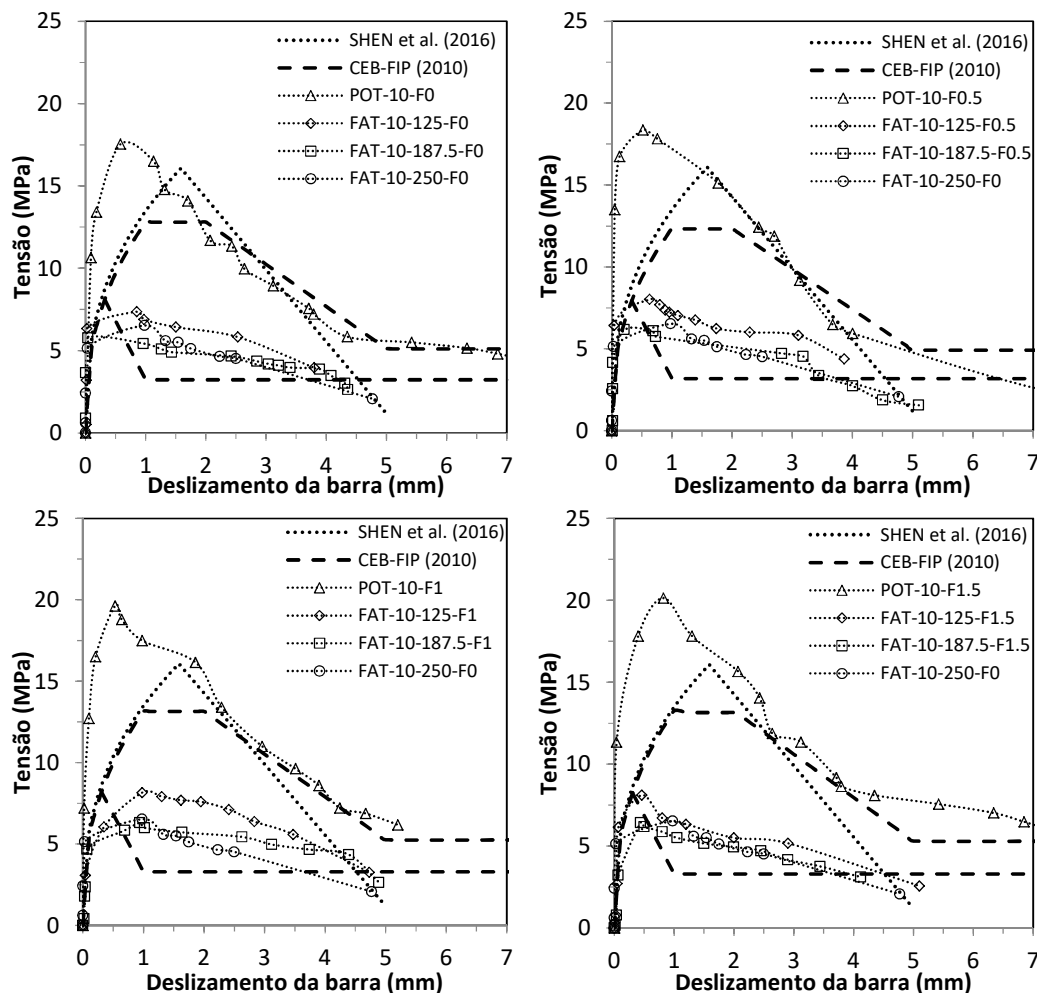 25
20
15
10
5
0
Tensão (MPa)
SHEN et al. (2016)
CEB-FIP (2010)
POT-10-F0
FAT-10-125-F0
FAT-10-187.5-F0
FAT-10-250-F0
0 1 2 3 4 5 6 7
Deslizamento da barra (mm)
25
20
15
10
5
0
Tensão (MPa)
SHEN et al. (2016)
CEB-FIP (2010)
POT-10-F0.5
FAT-10-125-F0.5
FAT-10-187.5-F0.5
FAT-10-250-F0
0 1 2 3 4 5 6 7
Deslizamento da barra (mm)
25
20
15
10
5
0
Tensão (MPa)
SHEN et al. (2016)
CEB-FIP (2010)
POT-10-F1
FAT-10-125-F1
FAT-10-187.5-F1
FAT-10-250-F0
0 1 2 3 4 5 6 7
Deslizamento da barra (mm)
25
20
15
10
5
0
Tensão (MPa)
SHEN et al. (2016)
CEB-FIP (2010)
POT-10-F1.5
FAT-10-125-F1.5
FAT-10-187.5-F1.5
FAT-10-250-F0
0 1 2 3 4 5 6 7
Deslizamento da barra (mm)